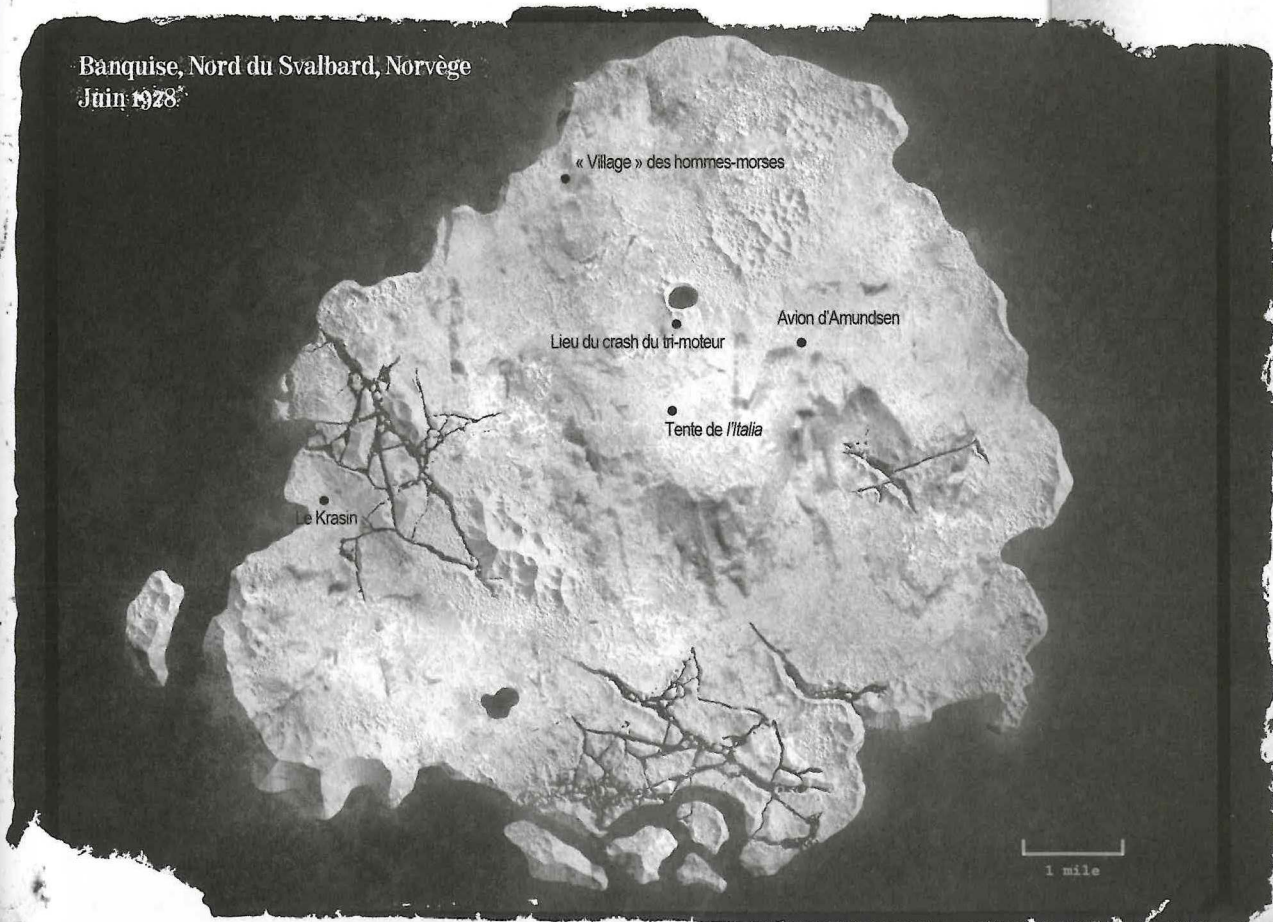 Banquise, Nord du Svalbard, Norvège
Juin 1928
« Village » des hommes-morses
Avion d'Amundsen
Lieu du crash du tri-moteur
Tente de l'Italia
Le Krasin
1 mile